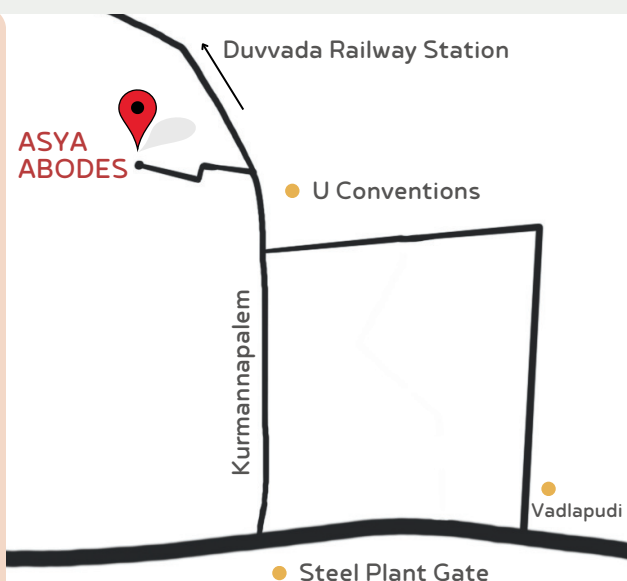 Duvvada Railway Station
ASYA
ABODES
U Conventions
Kurmannapalem
Vadlapudi
Steel Plant Gate